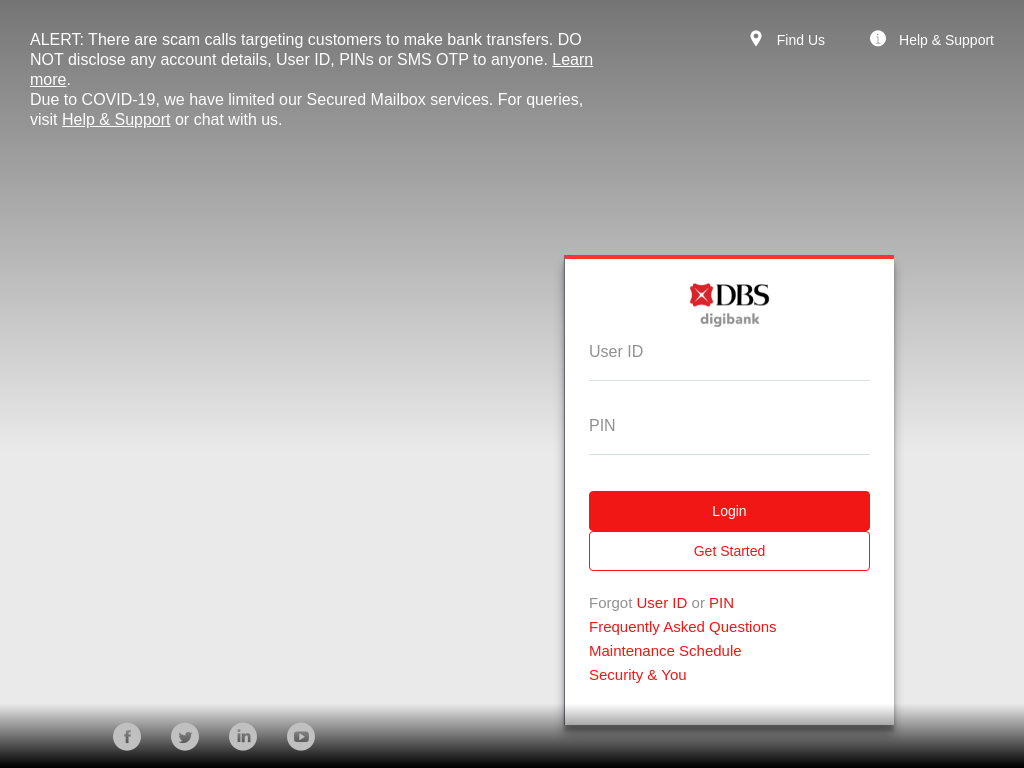 ALERT: There are scam calls targeting customers to make bank transfers. DO
NOT disclose any account details, User ID, PINs or SMS OTP to anyone. Learn
more.
Due to COVID-19, we have limited our Secured Mailbox services. For queries,
visit Help & Support or chat with us.
Find Us
Help & Support
DBS
digibank
User ID
PIN
Login
Get Started
Forgot User ID or PIN
Frequently Asked Questions
Maintenance Schedule
Security & You